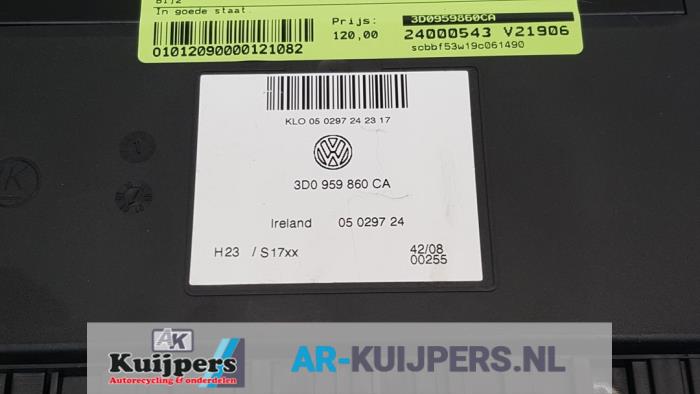 In goede staat.
Prijs:
3D0959860CA
120,00
24000543 V21906
01012090000121082
scbbf53w19c061490
KLO 05 0297 24 23 17
3D0 959 860 CA
Ireland 05 0297 24
H23 / S17xx
42/08
00255
AK
Kuijpers
Autorecycling & onderdelen
AR-KUIJPERS.NL